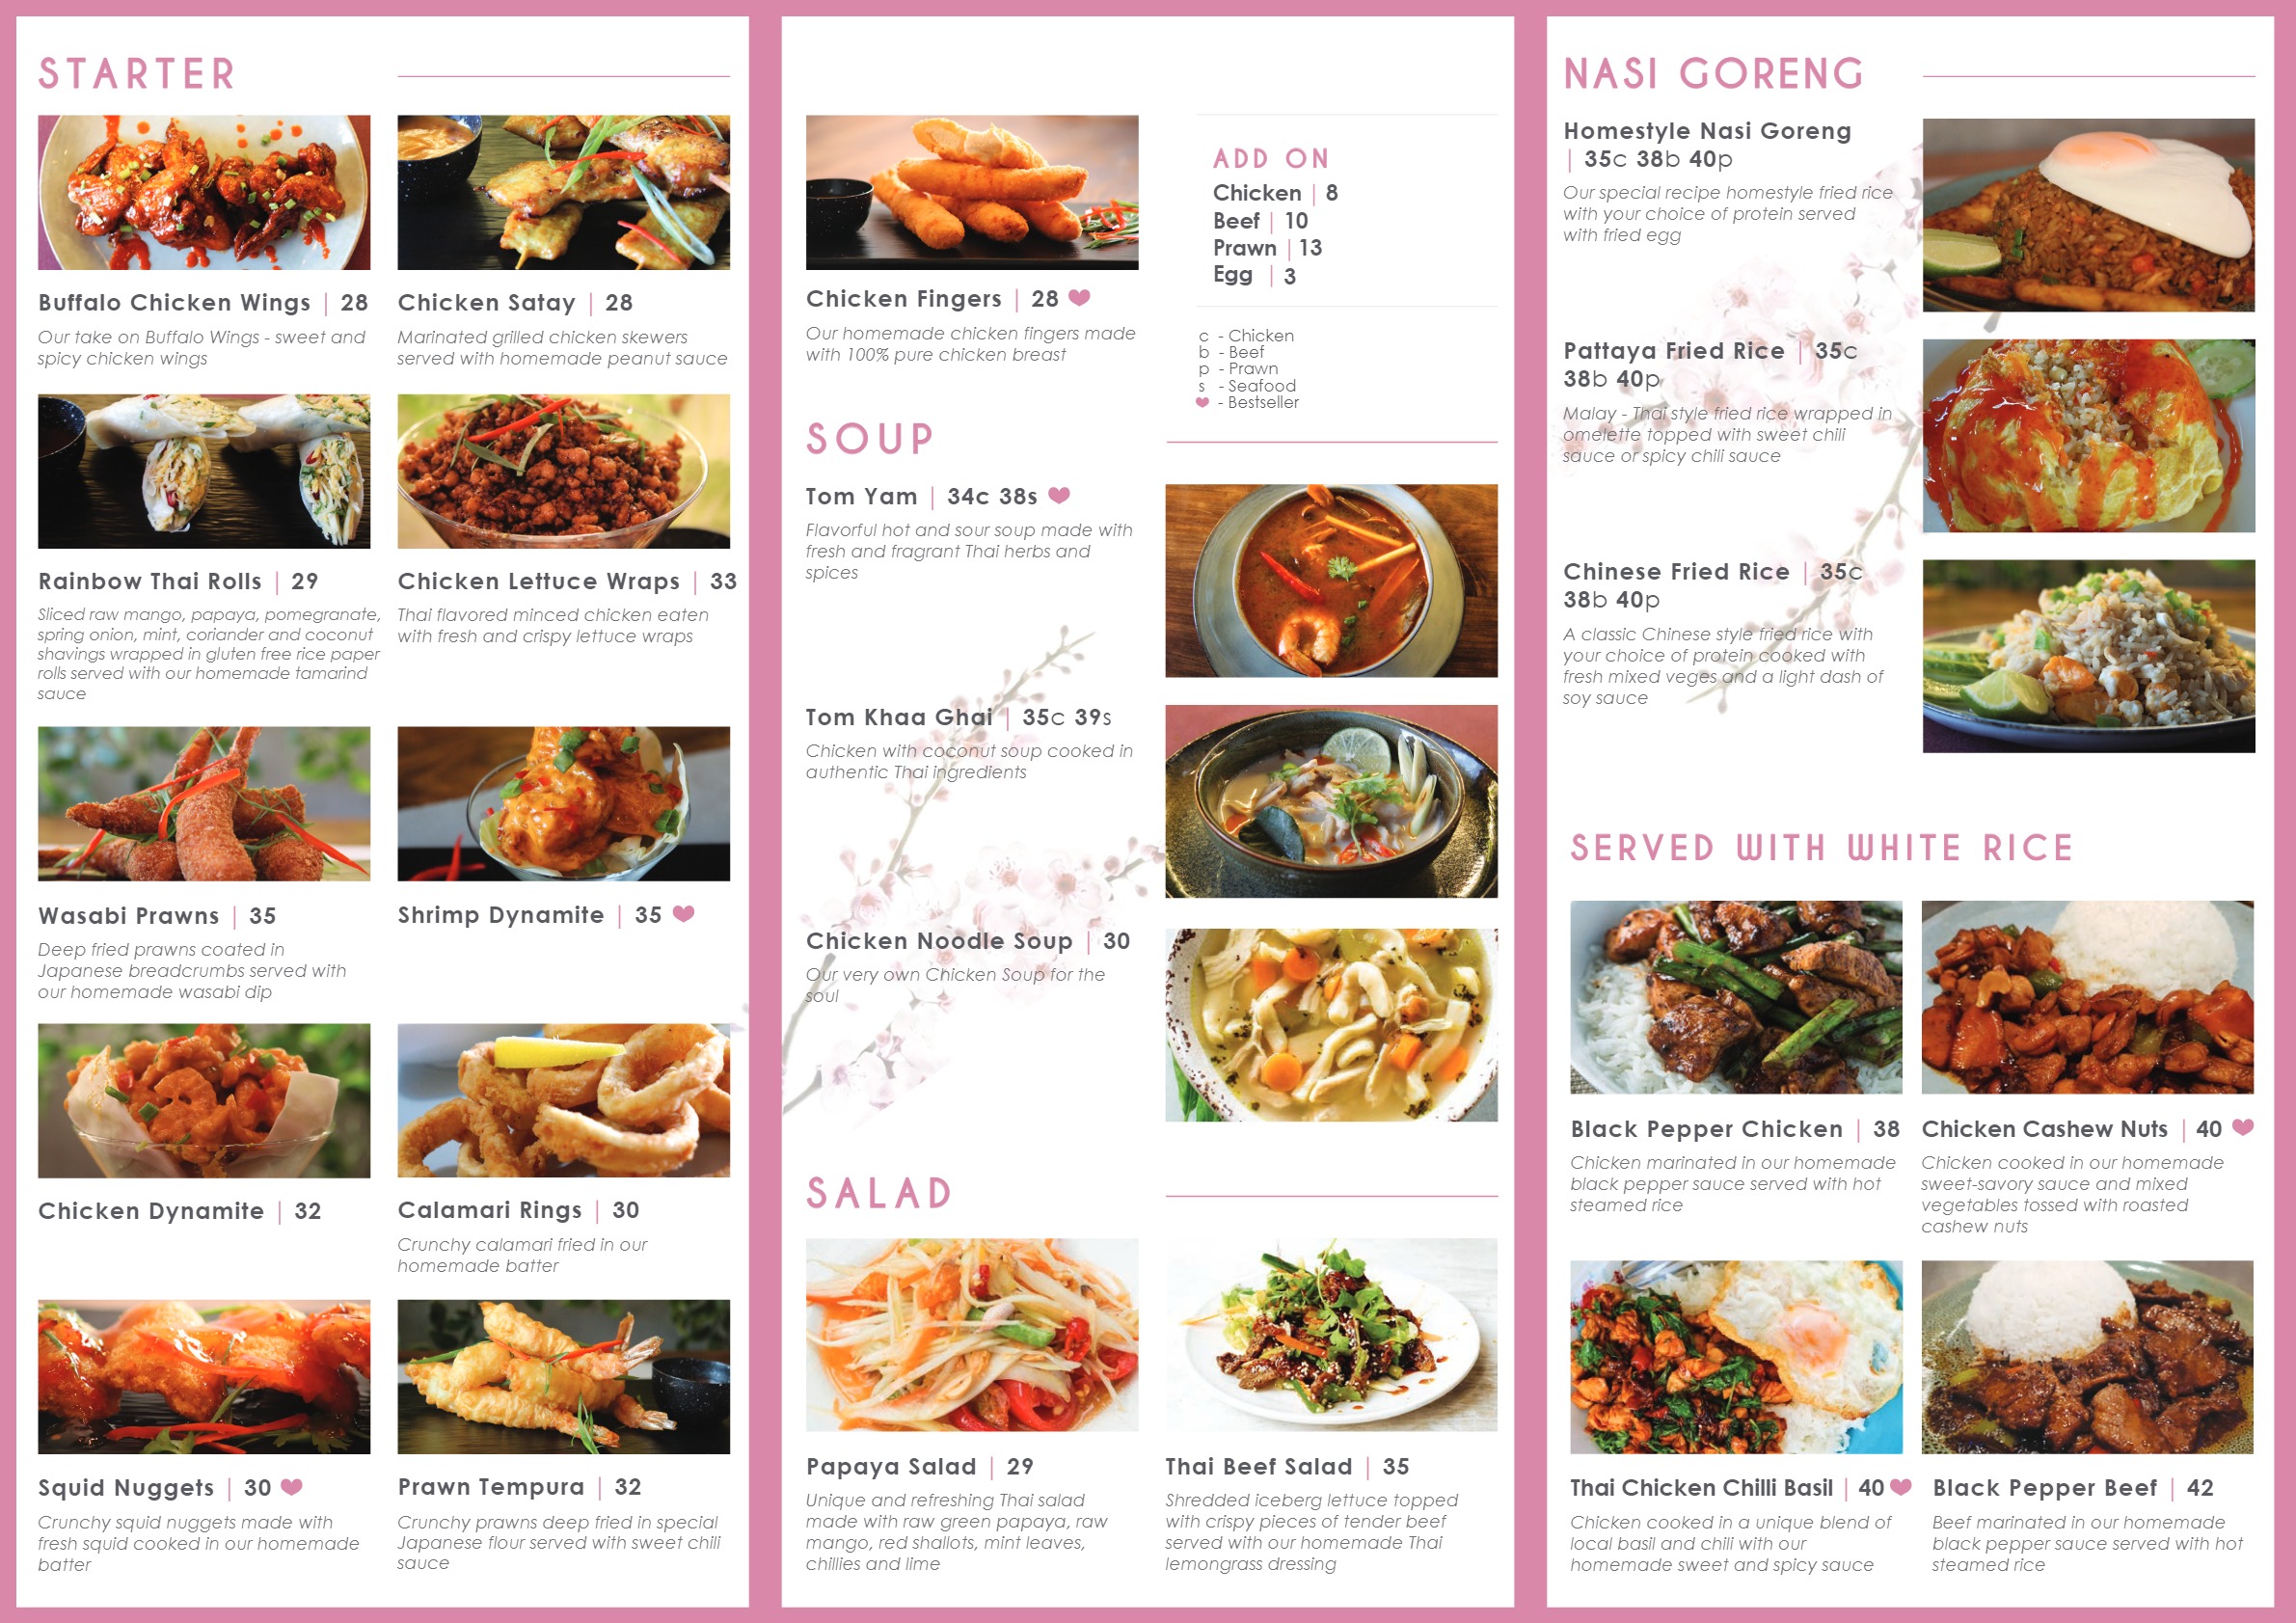 STARTER
Buffalo Chicken Wings | 28
Our take on Buffalo Wings - sweet and
spicy chicken wings
Chicken Satay | 28
Marinated grilled chicken skewers
served with homemade peanut sauce
Rainbow Thai Rolls | 29
Sliced raw mango, papaya, pomegranate,
spring onion, mint, coriander and coconut
shavings wrapped in gluten free rice paper
rolls served with our homemade tamarind
sauce
Chicken Lettuce Wraps | 33
Thai flavored minced chicken eaten
with fresh and crispy lettuce wraps
Wasabi Prawns | 35
Deep fried prawns coated in
Japanese breadcrumbs served with
our homemade wasabi dip
Shrimp Dynamite | 35 ♥
Chicken Dynamite | 32
Calamari Rings | 30
Crunchy calamari fried in our
homemade batter
Squid Nuggets | 30 ♥
Crunchy squid nuggets made with
fresh squid cooked in our homemade
batter
Prawn Tempura | 32
Crunchy prawns deep fried in special
Japanese flour served with sweet chili
sauce
Chicken Fingers | 28 ♥
Our homemade chicken fingers made
with 100% pure chicken breast
ADD ON
Chicken | 8
Beef | 10
Prawn | 13
Egg | 3
c - Chicken
b - Beef
p - Prawn
s - Seafood
♥ - Bestseller
SOUP
Tom Yam | 34c 38s ♥
Flavorful hot and sour soup made with
fresh and fragrant Thai herbs and
spices
Tom Khaa Ghai | 35c 39s
Chicken with coconut soup cooked in
authentic Thai ingredients
Chicken Noodle Soup | 30
Our very own Chicken Soup for the
soul
SALAD
Papaya Salad | 29
Unique and refreshing Thai salad
made with raw green papaya, raw
mango, red shallots, mint leaves,
chillies and lime
Thai Beef Salad | 35
Shredded iceberg lettuce topped
with crispy pieces of tender beef
served with our homemade Thai
lemongrass dressing
NASI GORENG
Homestyle Nasi Goreng
| 35c 38b 40p
Our special recipe homestyle fried rice
with your choice of protein served
with fried egg
Pattaya Fried Rice | 35c
38b 40p
Malay - Thai style fried rice wrapped in
omelette topped with sweet chili
sauce or spicy chili sauce
Chinese Fried Rice | 35c
38b 40p
A classic Chinese style fried rice with
your choice of protein cooked with
fresh mixed veges and a light dash of
soy sauce
SERVED WITH WHITE RICE
Black Pepper Chicken | 38
Chicken marinated in our homemade
black pepper sauce served with hot
steamed rice
Chicken Cashew Nuts | 40 ♥
Chicken cooked in our homemade
sweet-savory sauce and mixed
vegetables tossed with roasted
cashew nuts
Thai Chicken Chilli Basil | 40 ♥
Chicken cooked in a unique blend of
local basil and chili with our
homemade sweet and spicy sauce
Black Pepper Beef | 42
Beef marinated in our homemade
black pepper sauce served with hot
steamed rice